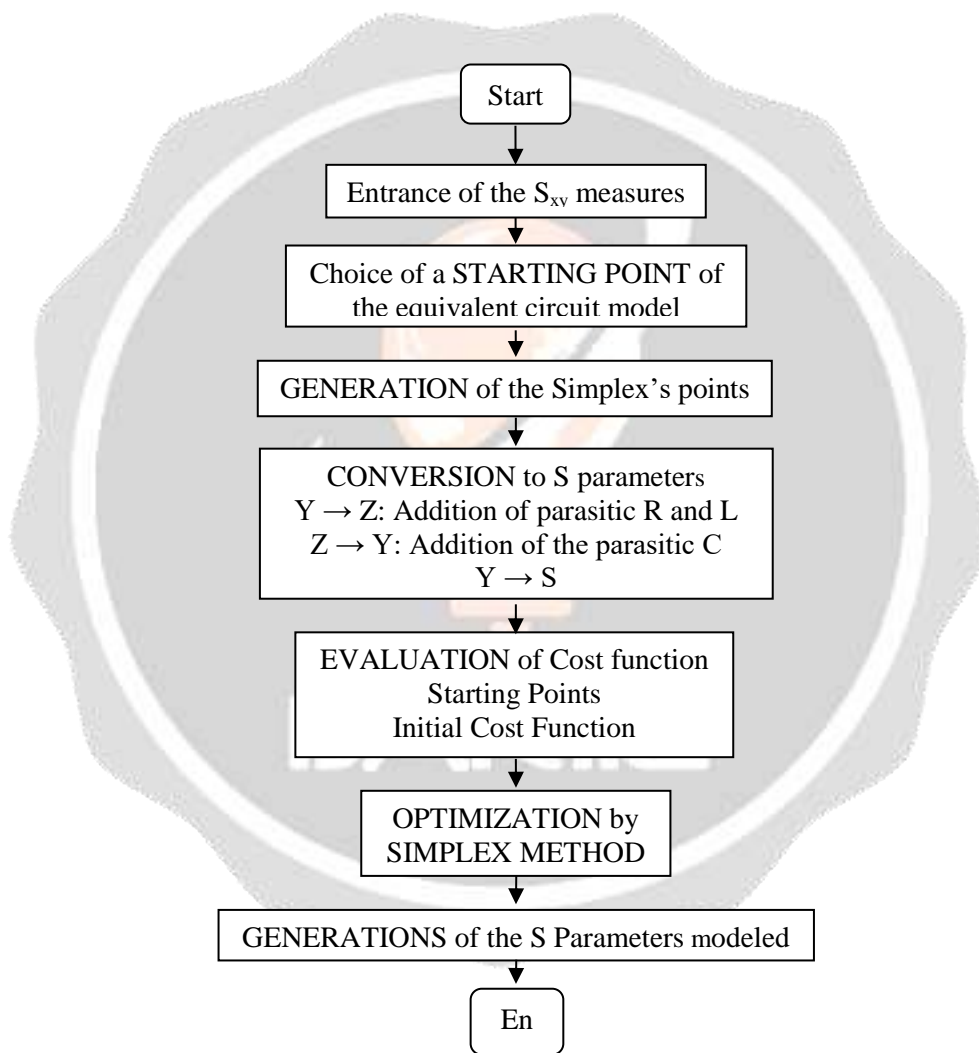 Start
Entrance of the Sxy measures
Choice of a STARTING POINT of
the equivalent circuit model
GENERATION of the Simplex’s points
CONVERSION to S parameters
Y → Z: Addition of parasitic R and L
Z → Y: Addition of the parasitic C
Y → S
EVALUATION of Cost function
Starting Points
Initial Cost Function
OPTIMIZATION by
SIMPLEX METHOD
GENERATIONS of the S Parameters modeled
En